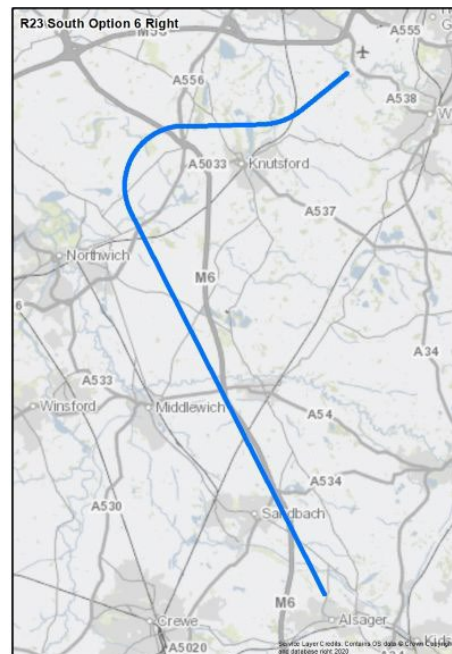 R23 South Option 6 Right
A555
A556
A538
A5033
Knutsford
A537
Northwich
M6
A34
A533
Winsford
Middlewich
A54
A534
A530
Sandbach
M6
Crewe
Alsager
A5020
Service Layer Credits: Contains OS data © Crown Copyright
and database right 2020